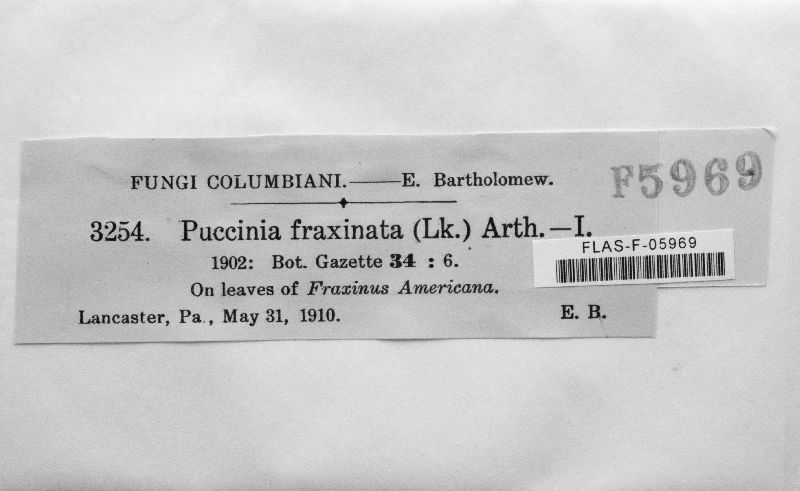 FUNGI COLUMBIANI.——E. Bartholomew.
F5969
3254. Puccinia fraxinata (Lk.) Arth.—I.
FLAS-F-05969
1902: Bot. Gazette 34 : 6.
On leaves of Fraxinus Americana.
Lancaster, Pa., May 31, 1910. E. B.